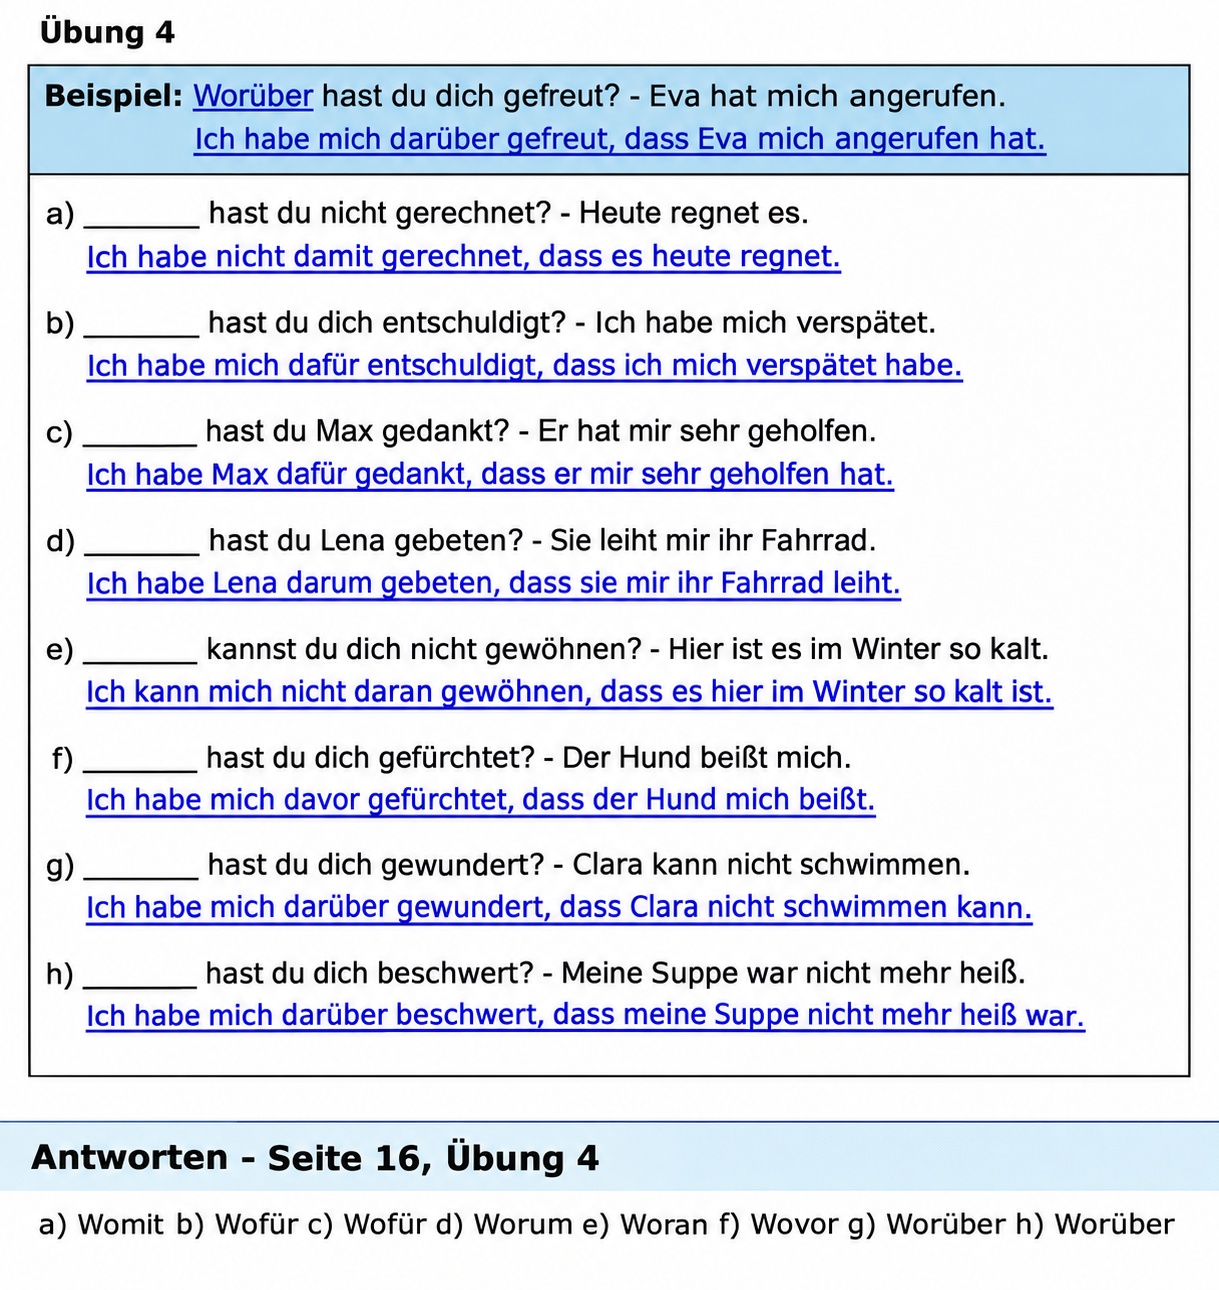 Übung 4
Beispiel: Worüber hast du dich gefreut? - Eva hat mich angerufen.
Ich habe mich darüber gefreut, dass Eva mich angerufen hat.
a) _______ hast du nicht gerechnet? - Heute regnet es.
Ich habe nicht damit gerechnet, dass es heute regnet.
b) _______ hast du dich entschuldigt? - Ich habe mich verspätet.
Ich habe mich dafür entschuldigt, dass ich mich verspätet habe.
c) _______ hast du Max gedankt? - Er hat mir sehr geholfen.
Ich habe Max dafür gedankt, dass er mir sehr geholfen hat.
d) _______ hast du Lena gebeten? - Sie leiht mir ihr Fahrrad.
Ich habe Lena darum gebeten, dass sie mir ihr Fahrrad leiht.
e) _______ kannst du dich nicht gewöhnen? - Hier ist es im Winter so kalt.
Ich kann mich nicht daran gewöhnen, dass es hier im Winter so kalt ist.
f) _______ hast du dich gefürchtet? - Der Hund beißt mich.
Ich habe mich davor gefürchtet, dass der Hund mich beißt.
g) _______ hast du dich gewundert? - Clara kann nicht schwimmen.
Ich habe mich darüber gewundert, dass Clara nicht schwimmen kann.
h) _______ hast du dich beschwert? - Meine Suppe war nicht mehr heiß.
Ich habe mich darüber beschwert, dass meine Suppe nicht mehr heiß war.
Antworten - Seite 16, Übung 4
a) Womit b) Wofür c) Wofür d) Worum e) Woran f) Wovor g) Worüber h) Worüber